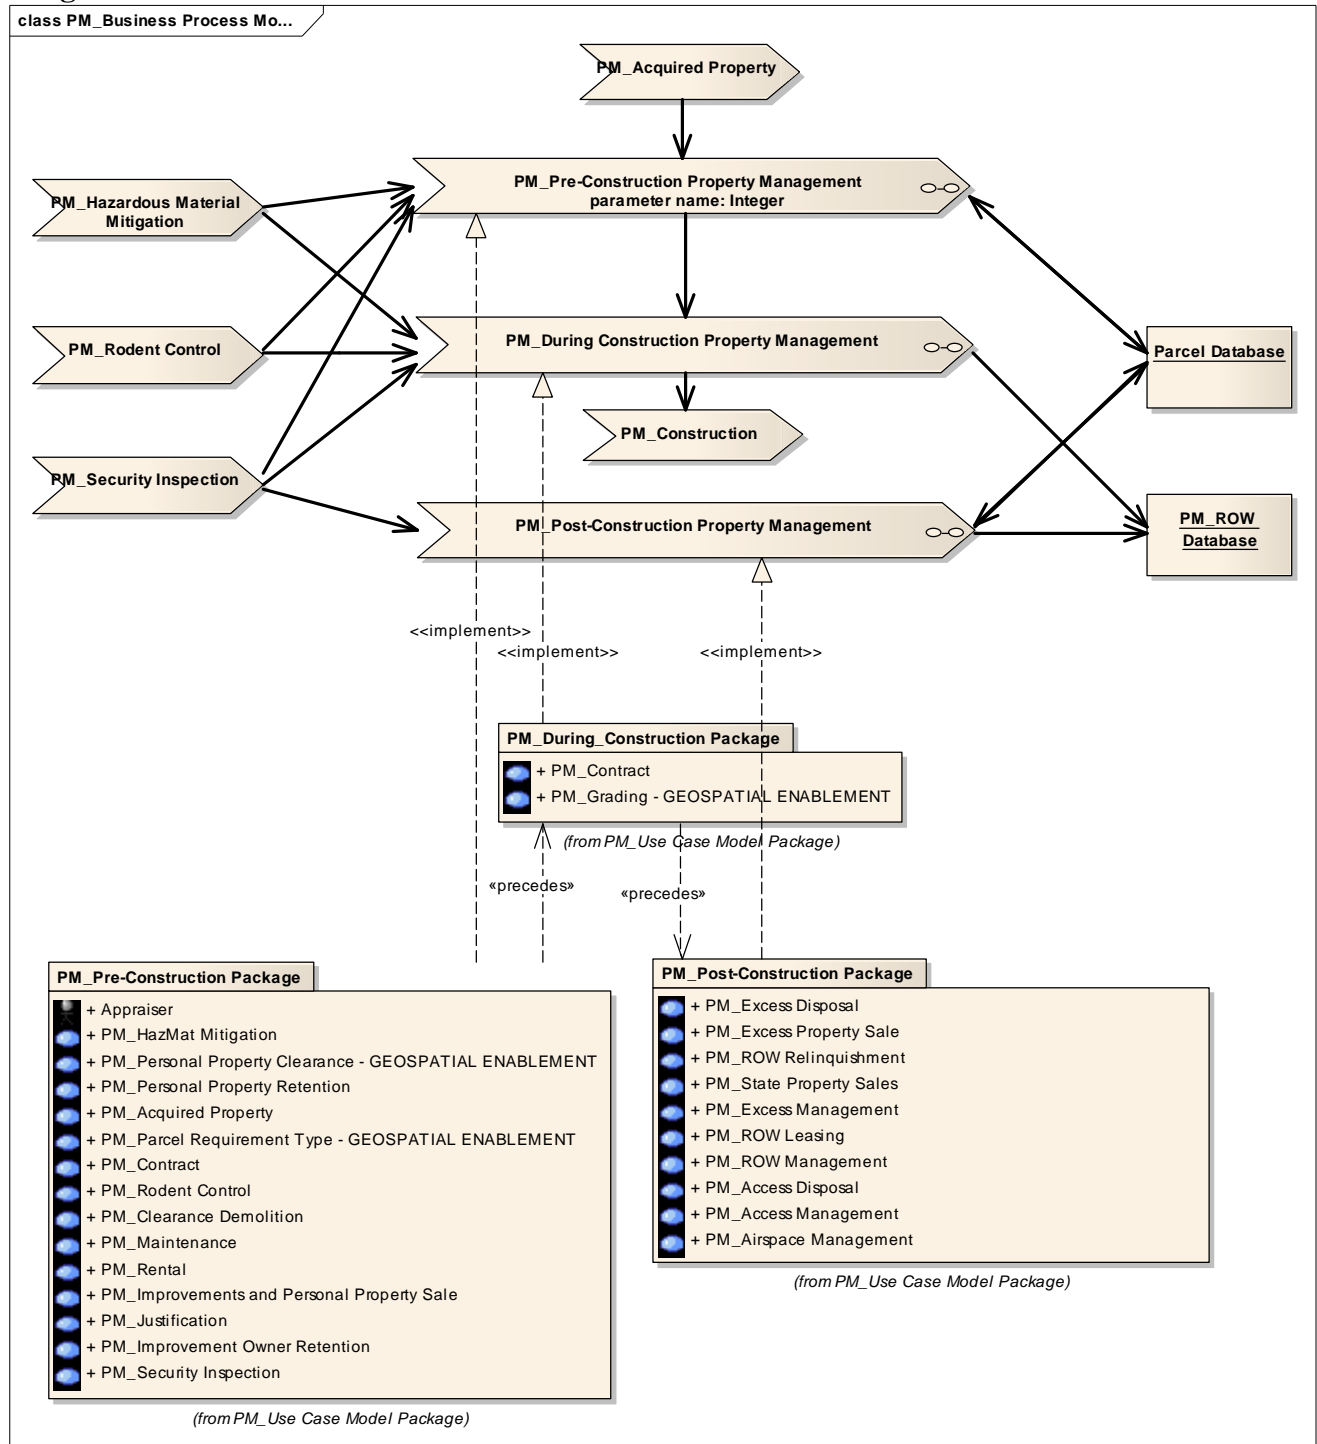 class PM_Business Process Mo...
PM_Acquired Property
PM_Pre-Construction Property Management
parameter name: Integer
PM_Hazardous Material
Mitigation
PM_During Construction Property Management
PM_Rodent Control
Parcel Database
PM_Construction
PM_Security Inspection
PM_Post-Construction Property Management
PM_ROW
Database
<<implement>>
<<implement>>
<<implement>>
PM_During_Construction Package
+ PM_Contract
+ PM_Grading - GEOSPATIAL ENABLEMENT
(from PM_Use Case Model Package)
«precedes»
«precedes»
PM_Pre-Construction Package
+ Appraiser
+ PM_HazMat Mitigation
+ PM_Personal Property Clearance - GEOSPATIAL ENABLEMENT
+ PM_Personal Property Retention
+ PM_Acquired Property
+ PM_Parcel Requirement Type - GEOSPATIAL ENABLEMENT
+ PM_Contract
+ PM_Rodent Control
+ PM_Clearance Demolition
+ PM_Maintenance
+ PM_Rental
+ PM_Improvements and Personal Property Sale
+ PM_Justification
+ PM_Improvement Owner Retention
+ PM_Security Inspection
(from PM_Use Case Model Package)
PM_Post-Construction Package
+ PM_Excess Disposal
+ PM_Excess Property Sale
+ PM_ROW Relinquishment
+ PM_State Property Sales
+ PM_Excess Management
+ PM_ROW Leasing
+ PM_ROW Management
+ PM_Access Disposal
+ PM_Access Management
+ PM_Airspace Management
(from PM_Use Case Model Package)